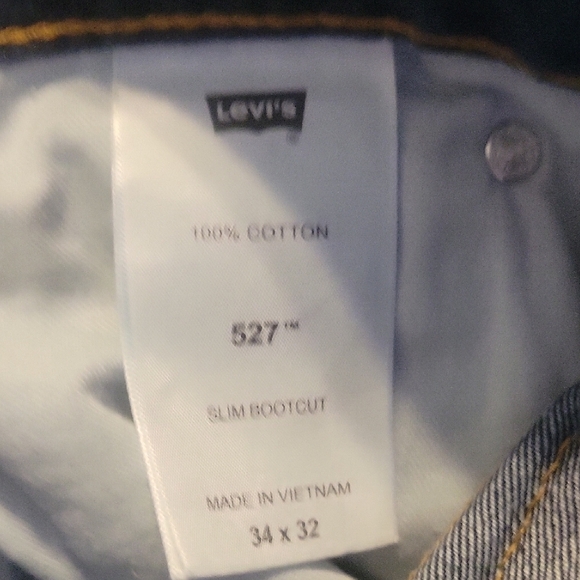 Levi's
®
100% COTTON
527™
SLIM BOOTCUT
MADE IN VIETNAM
34 x 32